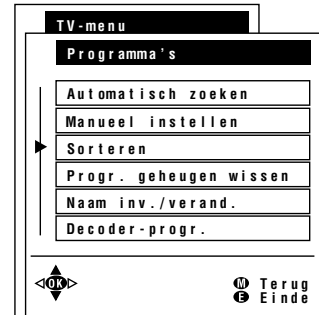 TV-menu
Programma's
Automatisch zoeken
Manueel instellen
Sorteren
Progr. geheugen wissen
Naam inv./verand.
Decoder-progr.
OK
M Terug
E Einde